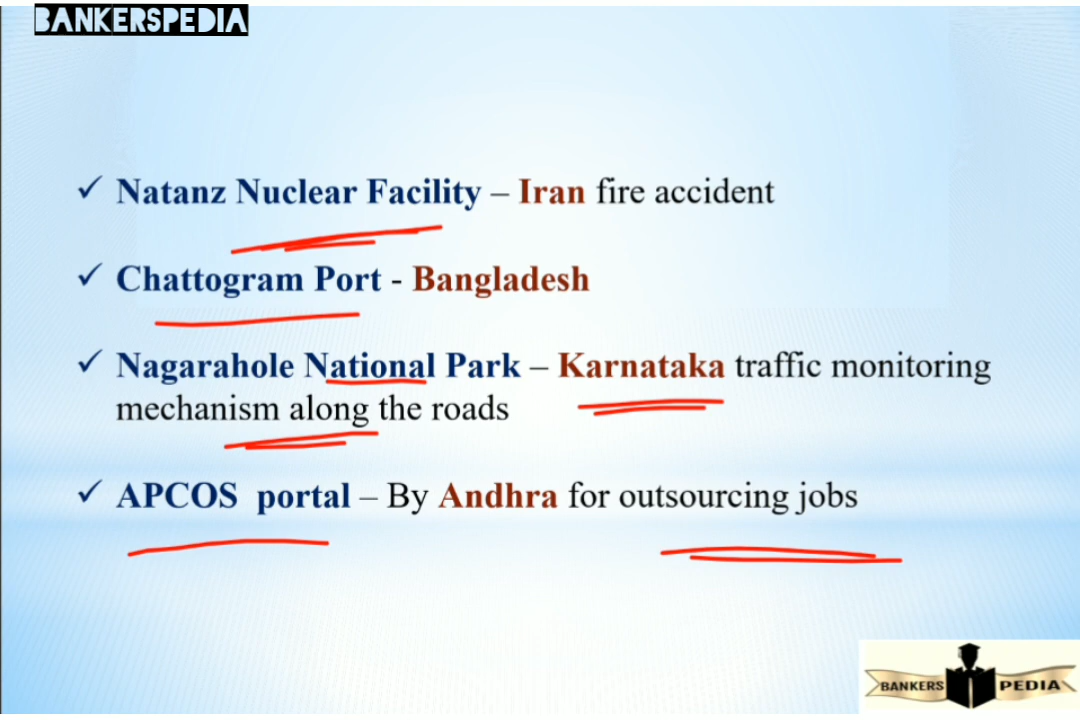 BANKERSPEDIA
✓ Natanz Nuclear Facility – Iran fire accident
✓ Chattogram Port - Bangladesh
✓ Nagarahole National Park – Karnataka traffic monitoring
mechanism along the roads
✓ APCOS portal – By Andhra for outsourcing jobs
BANKERS PEDIA